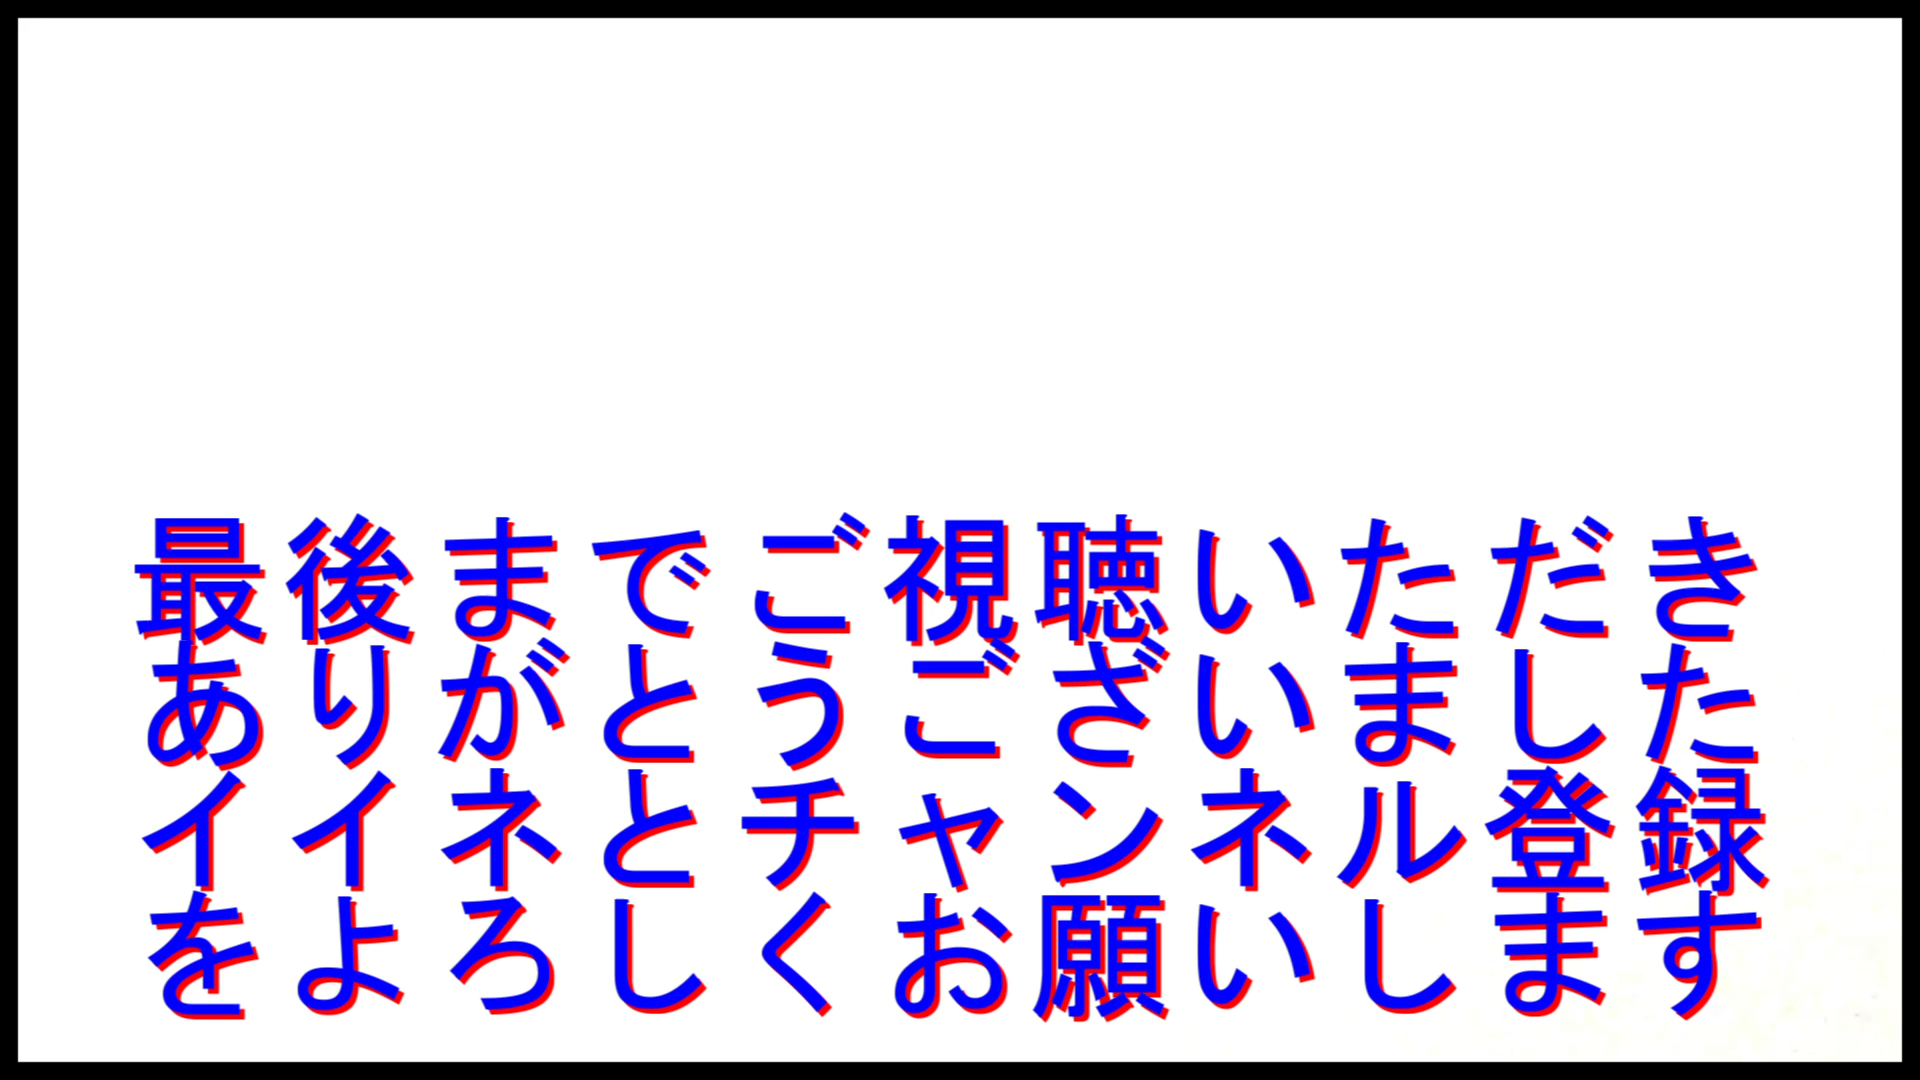 最後までご視聴いただき
ありがとうございました
イイネとチャンネル登録
をよろしくお願いします